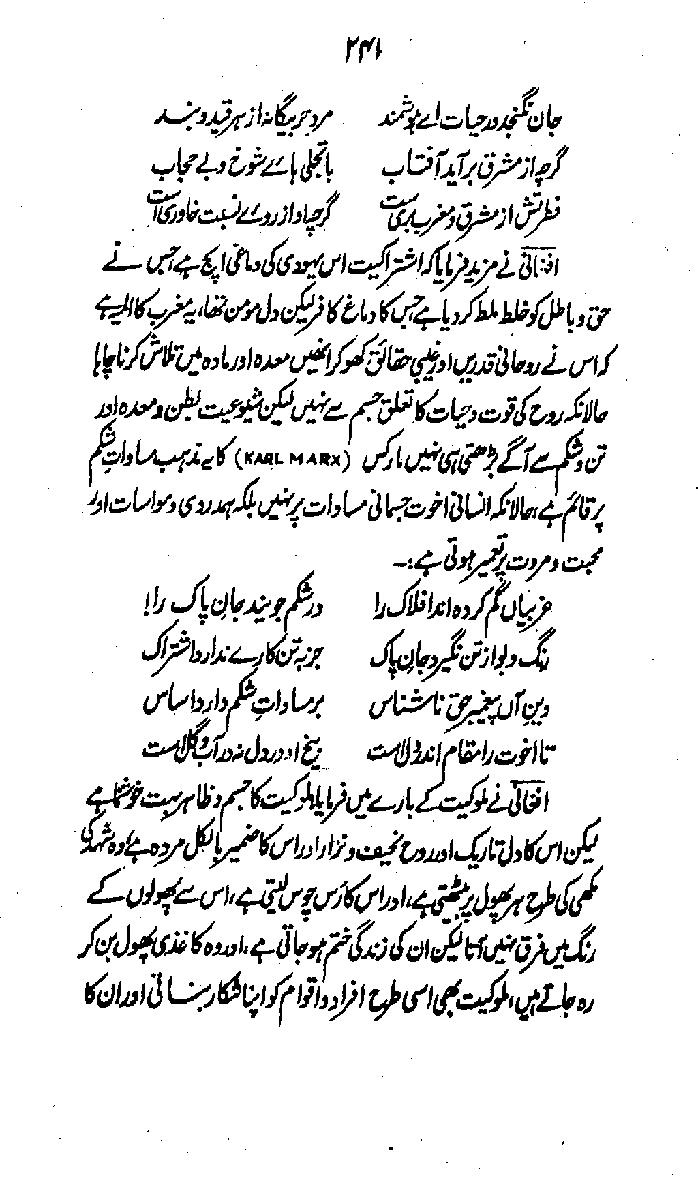 ۲۴۱
جان نگنجد در جہات اے ہوشمند مرد حر بیگانہ از ہر قید و بند
گرچہ از مشرق برآید آفتاب باتجلی ہائے شوخ و بے حجاب
فطرتش از مشرق و مغرب بری است گرچہ او از روے نسبت خاوری است
افغانیؒ نے مزید فرمایا کہ اشتراکیت اس یہودی کی دماغی اپج ہے جس نے
حق و باطل کو خلط ملط کر دیا ہے جس کا دماغ کافر لیکن دل مومن تھا، یہ مغرب کا المیہ ہے
کہ اس نے روحانی قدریں اور غیبی حقائق کھو کر انھیں معدہ اور مادہ میں تلاش کرنا چاہا
حالانکہ روح کی قوت و حیات کا تعلق جسم سے نہیں لیکن شیوعیت بطن و معدہ اور
تن و شکم سے آگے بڑھتی ہی نہیں مارکس (KARL MARX) کا یہ مذہب مساوات شکم
پر قائم ہے، حالانکہ انسانی اخوت جسمانی مساوات پر نہیں بلکہ ہمدردی و مواسات اور
محبت و مروت پر تعمیر ہوتی ہے:۔
غربیاں گم کردہ اند افلاک را در شکم جویند جان پاک را!
رنگ و بو از تن نگیرد جان پاک جز بہ تن کارے ندارد اشتراک
دین آں پیغمبر حق ناشناس بر مساوات شکم دارد اساس
تا اخوت را مقام اندر دل است بیخ او در دل نہ در آب و گل است
افغانیؒ نے ملوکیت کے بارے میں فرمایا، ملوکیت کا جسم و ظاہر بہت خوشنما ہے
لیکن اس کا دل تاریک اور روح نحیف و نزار اور اس کا ضمیر بالکل مردہ ہے، وہ شہد کی
مکھی کی طرح ہر پھول پر بیٹھتی ہے، اور اس کا رس چوس لیتی ہے، اس سے پھولوں کے
رنگ میں فرق نہیں آتا لیکن ان کی زندگی ختم ہو جاتی ہے، اور وہ کاغذی پھول بن کر
رہ جاتے ہیں، ملوکیت بھی اسی طرح افراد و اقوام کو اپنا شکار بناتی اور ان کا